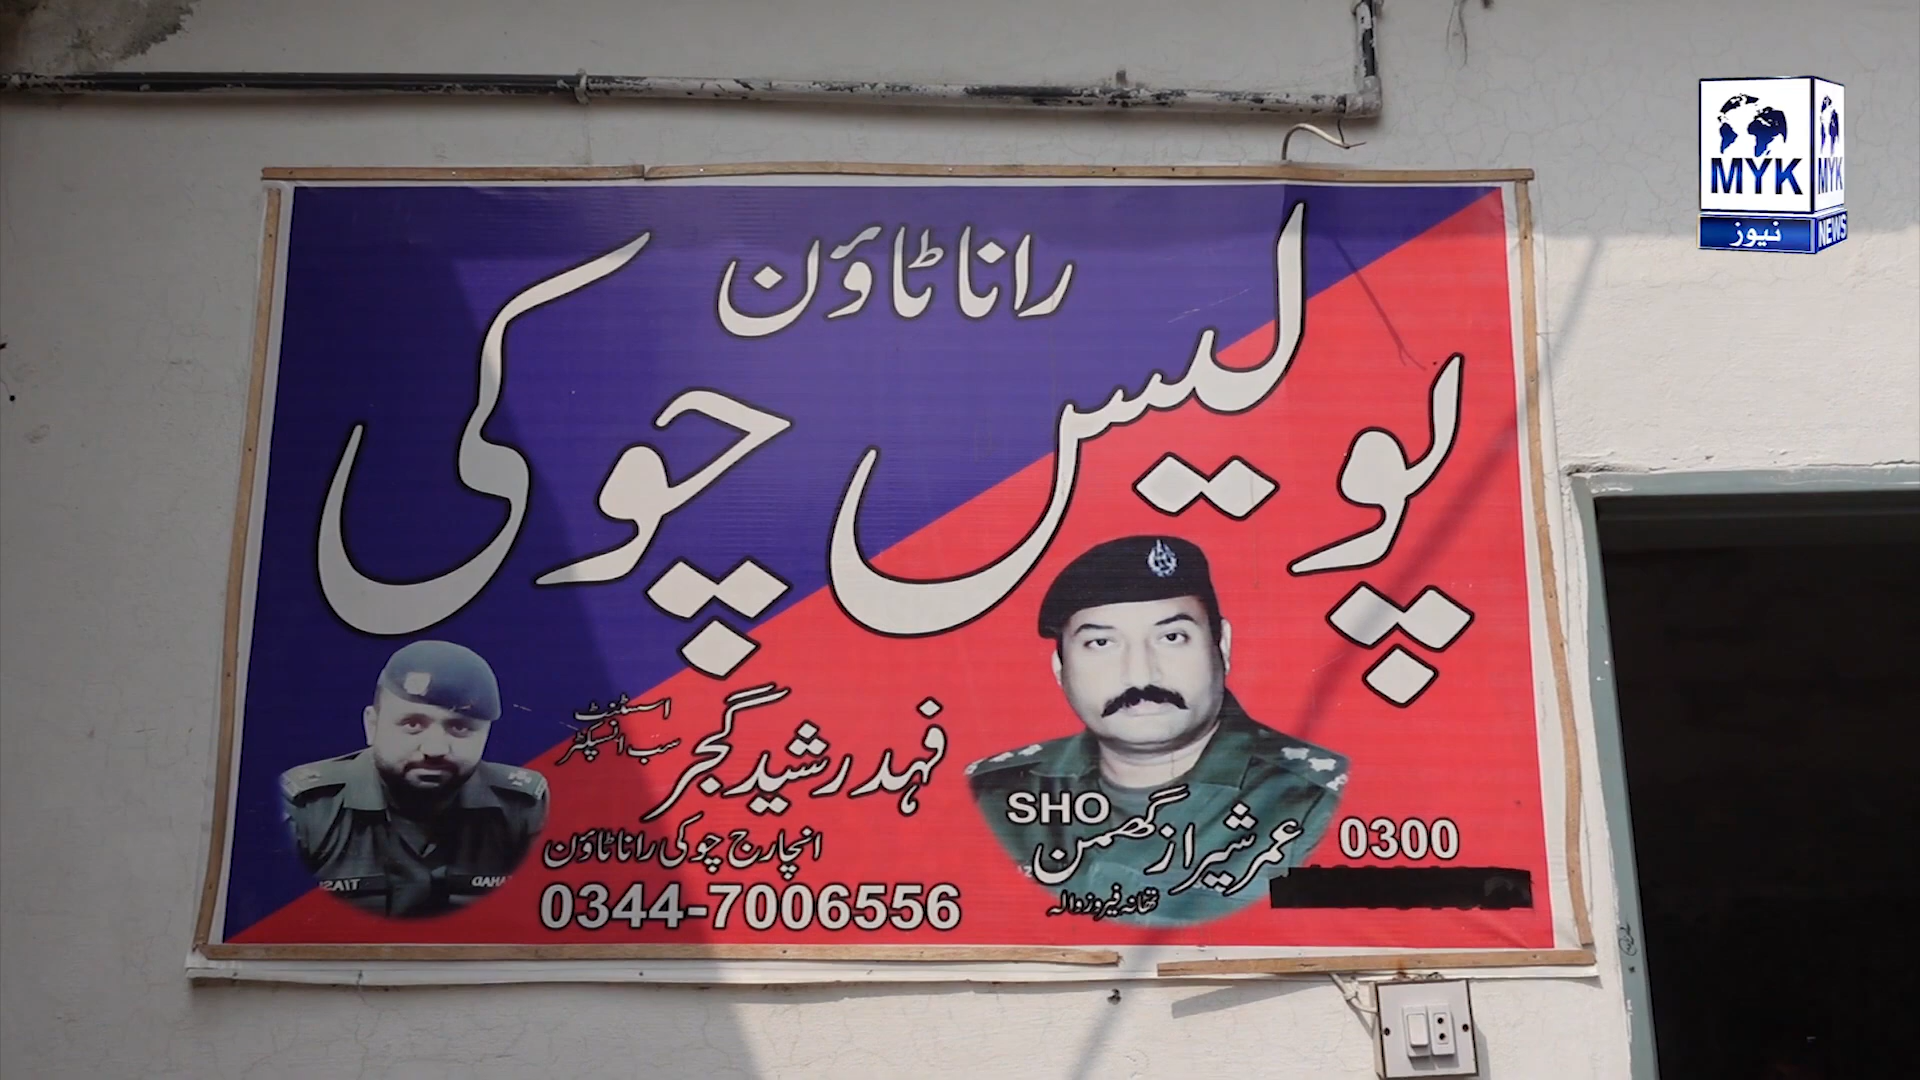 رانا ٹاؤن
پولیس چوکی
اسسٹنٹ
سب انسپکٹر
فہد رشید گجر
انچارج چوکی رانا ٹاؤن
0344-7006556
SHO
عمر شیراز گھمن
تھانہ فیروزوالہ
0300
MYK
MYK
نیوز
NEWS